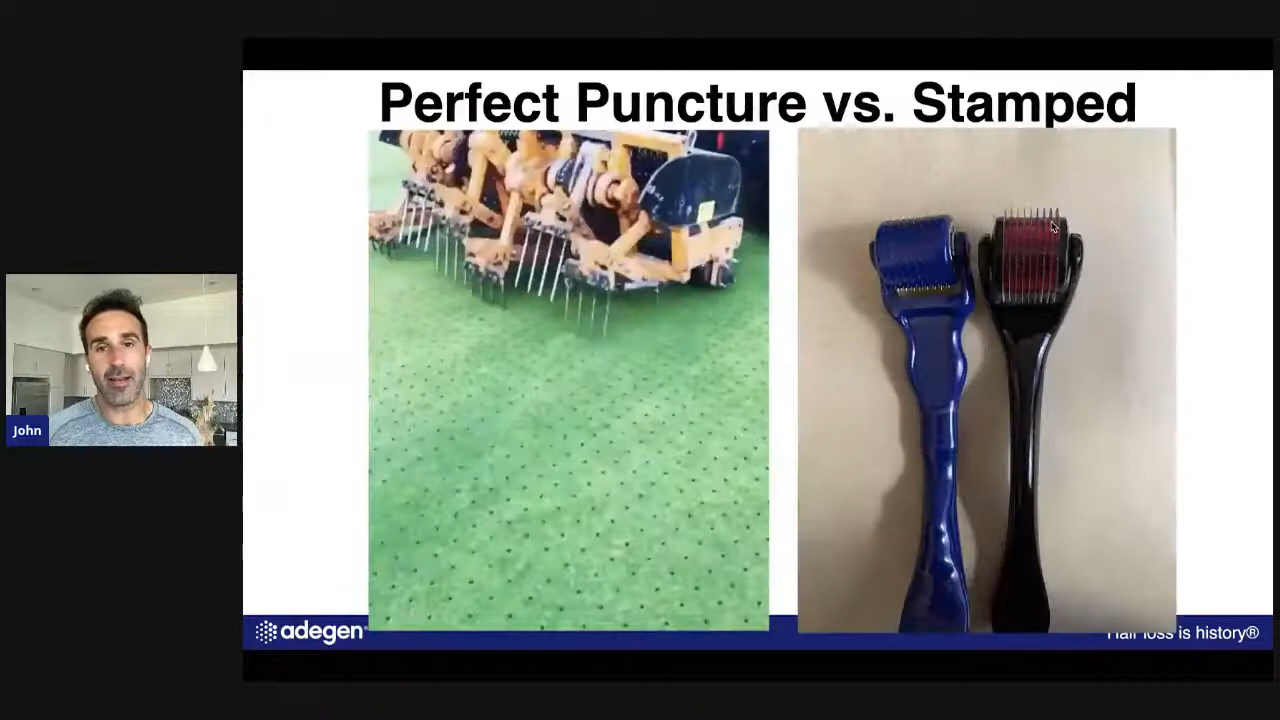 Perfect Puncture vs. Stamped
John
adegen
Hair loss is history®